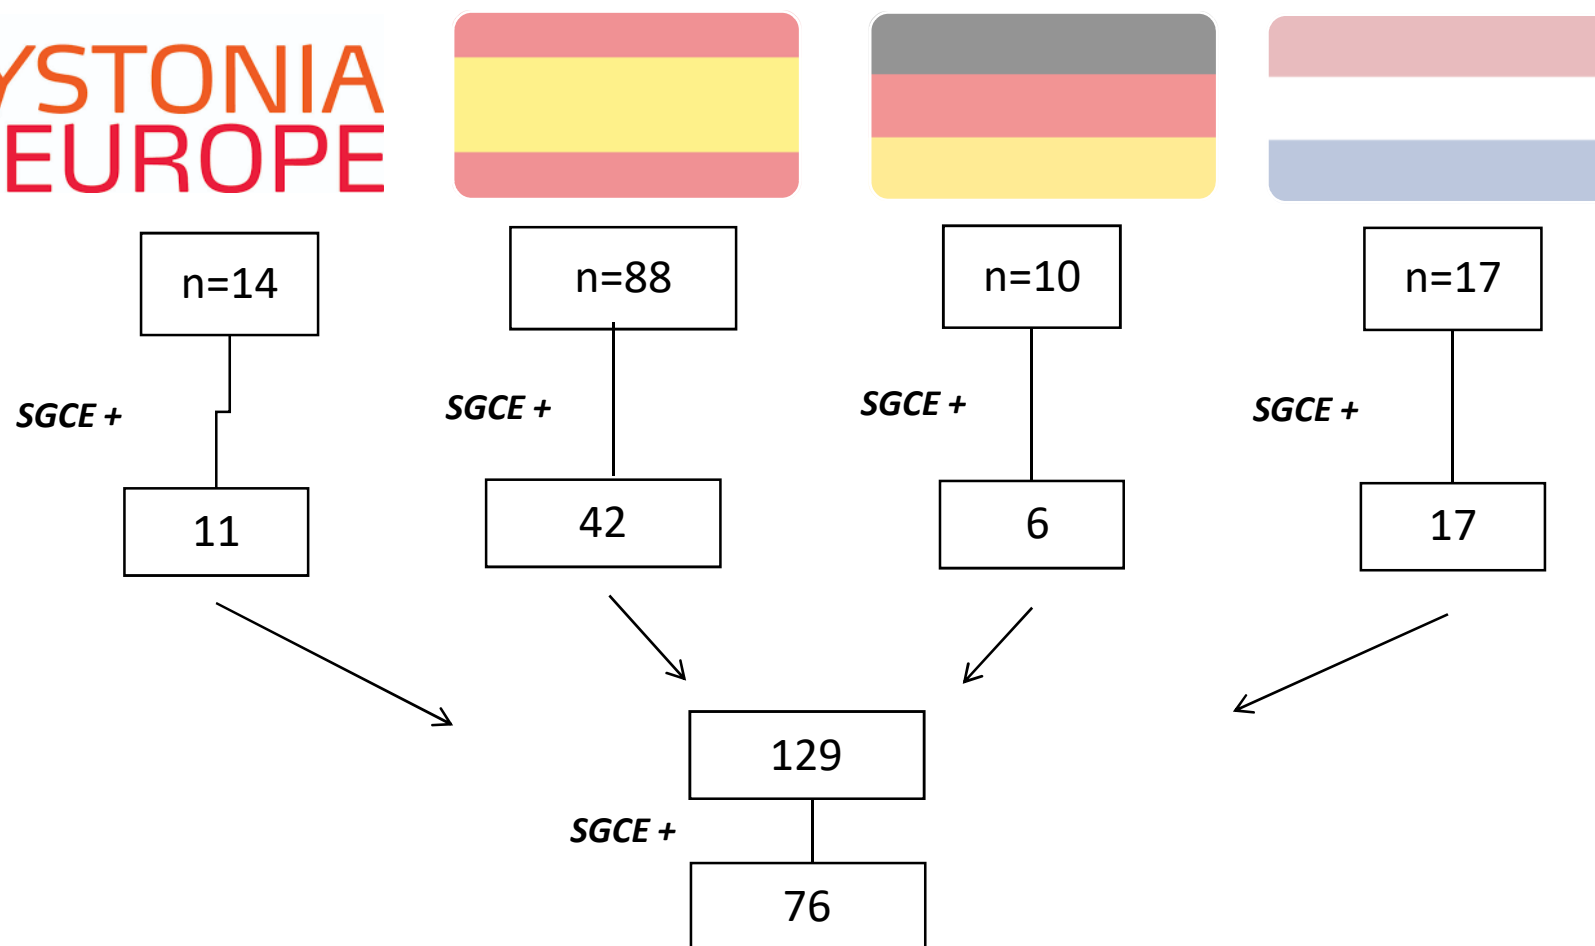 YSTONIA
EUROPE
n=14
n=88
n=10
n=17
SGCE +
SGCE +
SGCE +
SGCE +
11
42
6
17
129
SGCE +
76